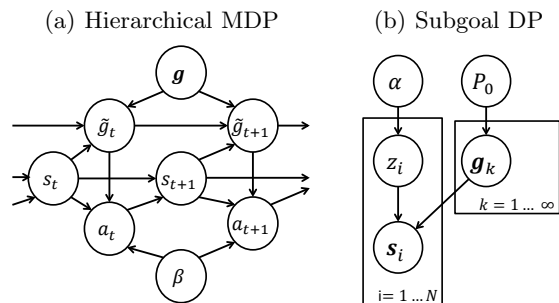 (a) Hierarchical MDP
(b) Subgoal DP
g
g̃ₜ
g̃ₜ₊₁
sₜ
sₜ₊₁
aₜ
aₜ₊₁
β
α
P₀
zᵢ
gₖ
k = 1 … ∞
sᵢ
i= 1 …N